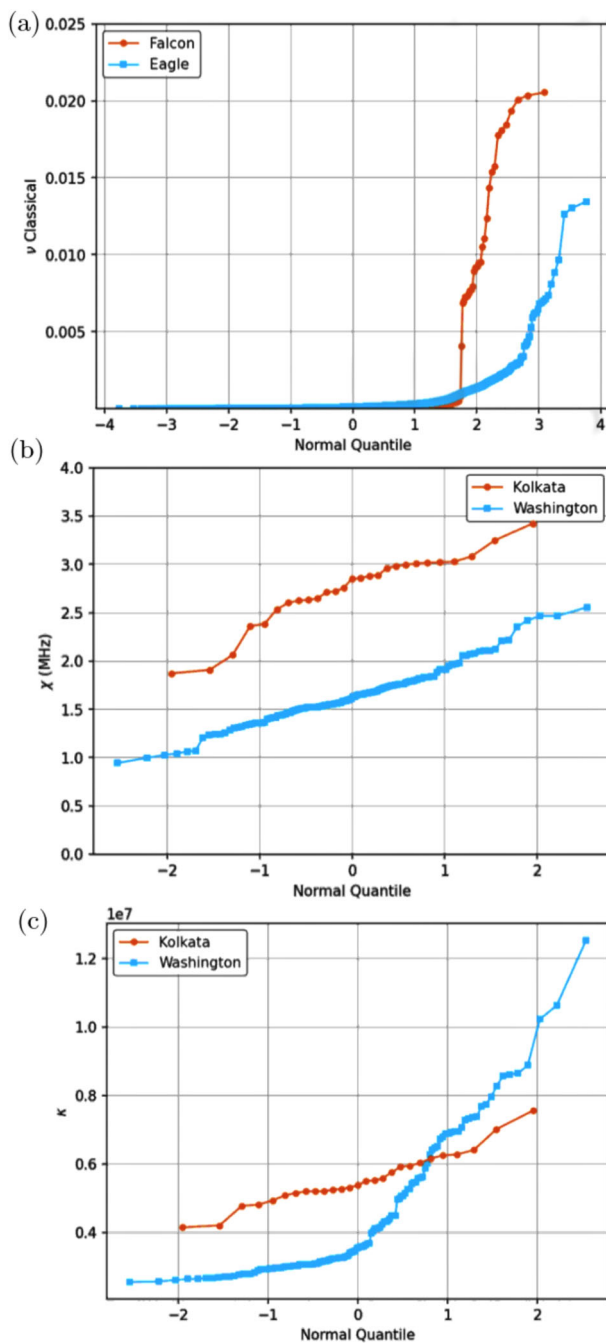 (a)
0.025
Falcon
Eagle
0.020
0.015
ν Classical
0.010
0.005
−4 −3 −2 −1 0 1 2 3 4
Normal Quantile
(b)
4.0
Kolkata
Washington
3.5
3.0
2.5
χ (MHz)
2.0
1.5
1.0
0.5
0.0
−2 −1 0 1 2
Normal Quantile
(c)
1e7
Kolkata
Washington
1.2
1.0
κ
0.8
0.6
0.4
−2 −1 0 1 2
Normal Quantile